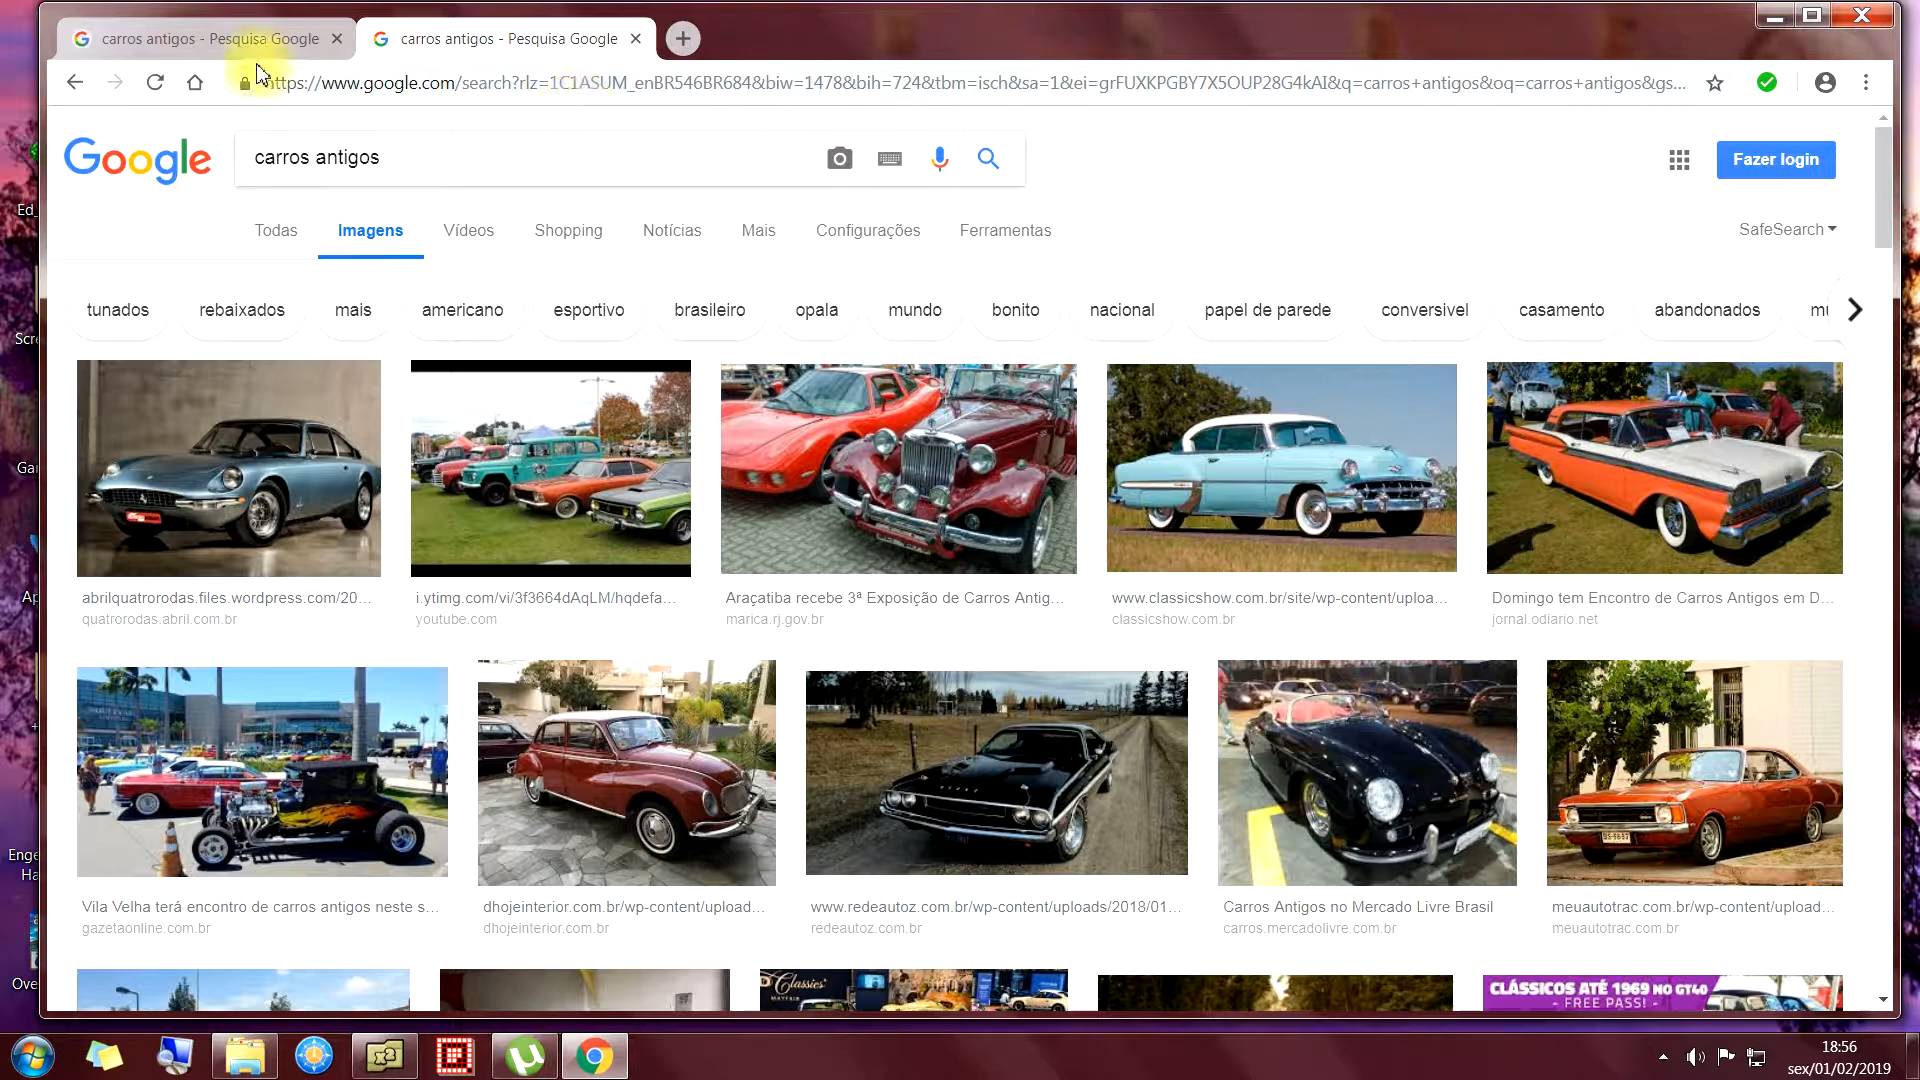 carros antigos - Pesquisa Google
carros antigos - Pesquisa Google
https://www.google.com/search?rlz=1C1ASUM_enBR546BR684&biw=1478&bih=724&tbm=isch&sa=1&ei=grFUXKPGBY7X5OUP28G4kAI&q=carros+antigos&oq=carros+antigos&gs...
Google
carros antigos
Fazer login
Todas
Imagens
Vídeos
Shopping
Notícias
Mais
Configurações
Ferramentas
SafeSearch
tunados
rebaixados
mais
americano
esportivo
brasileiro
opala
mundo
bonito
nacional
papel de parede
conversivel
casamento
abandonados
abrilquatrorodas.files.wordpress.com/20...
quatrorodas.abril.com.br
i.ytimg.com/vi/3f3664dAqLM/hqdefa...
youtube.com
Araçatiba recebe 3ª Exposição de Carros Antig...
marica.rj.gov.br
www.classicshow.com.br/site/wp-content/uploa...
classicshow.com.br
Domingo tem Encontro de Carros Antigos em D...
jornal.odiario.net
Vila Velha terá encontro de carros antigos neste s...
gazetaonline.com.br
dhojeinterior.com.br/wp-content/upload...
dhojeinterior.com.br
www.redeautoz.com.br/wp-content/uploads/2018/01...
redeautoz.com.br
Carros Antigos no Mercado Livre Brasil
carros.mercadolivre.com.br
meuautotrac.com.br/wp-content/upload...
meuautotrac.com.br
Classics
CLÁSSICOS ATÉ 1969 NO GT40
- FREE PASS! -
Ed_
Scre
Gar
Ap
Enge
Ha
Ove
18:56
sex/01/02/2019